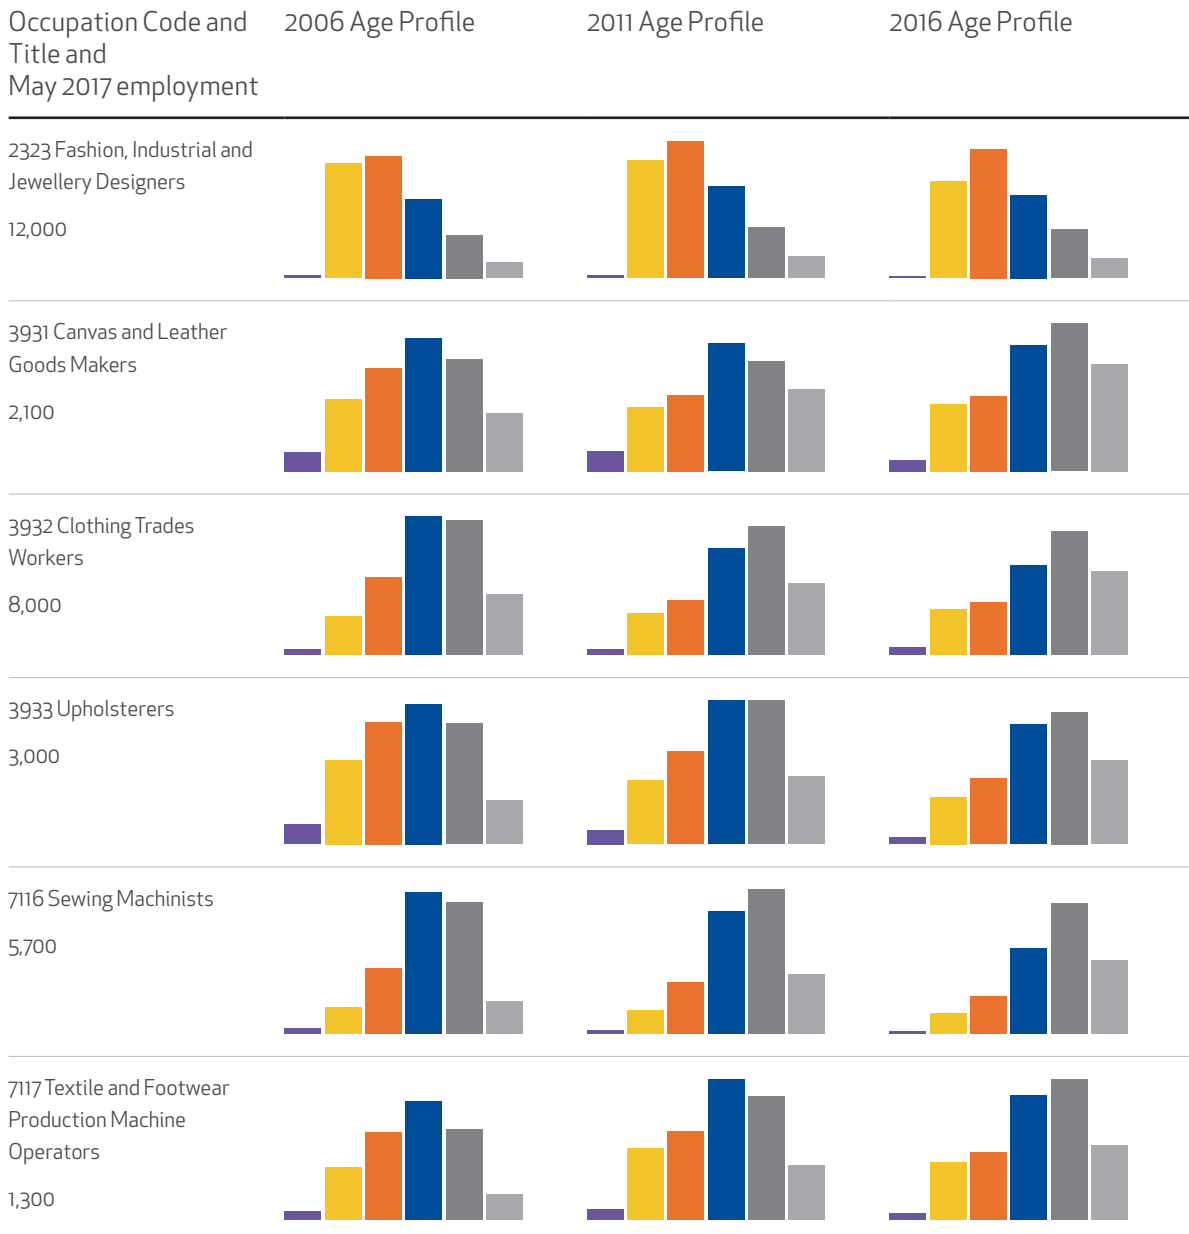 Occupation Code and
Title and
May 2017 employment
2006 Age Profile
2011 Age Profile
2016 Age Profile
2323 Fashion, Industrial and
Jewellery Designers
12,000
3931 Canvas and Leather
Goods Makers
2,100
3932 Clothing Trades
Workers
8,000
3933 Upholsterers
3,000
7116 Sewing Machinists
5,700
7117 Textile and Footwear
Production Machine
Operators
1,300